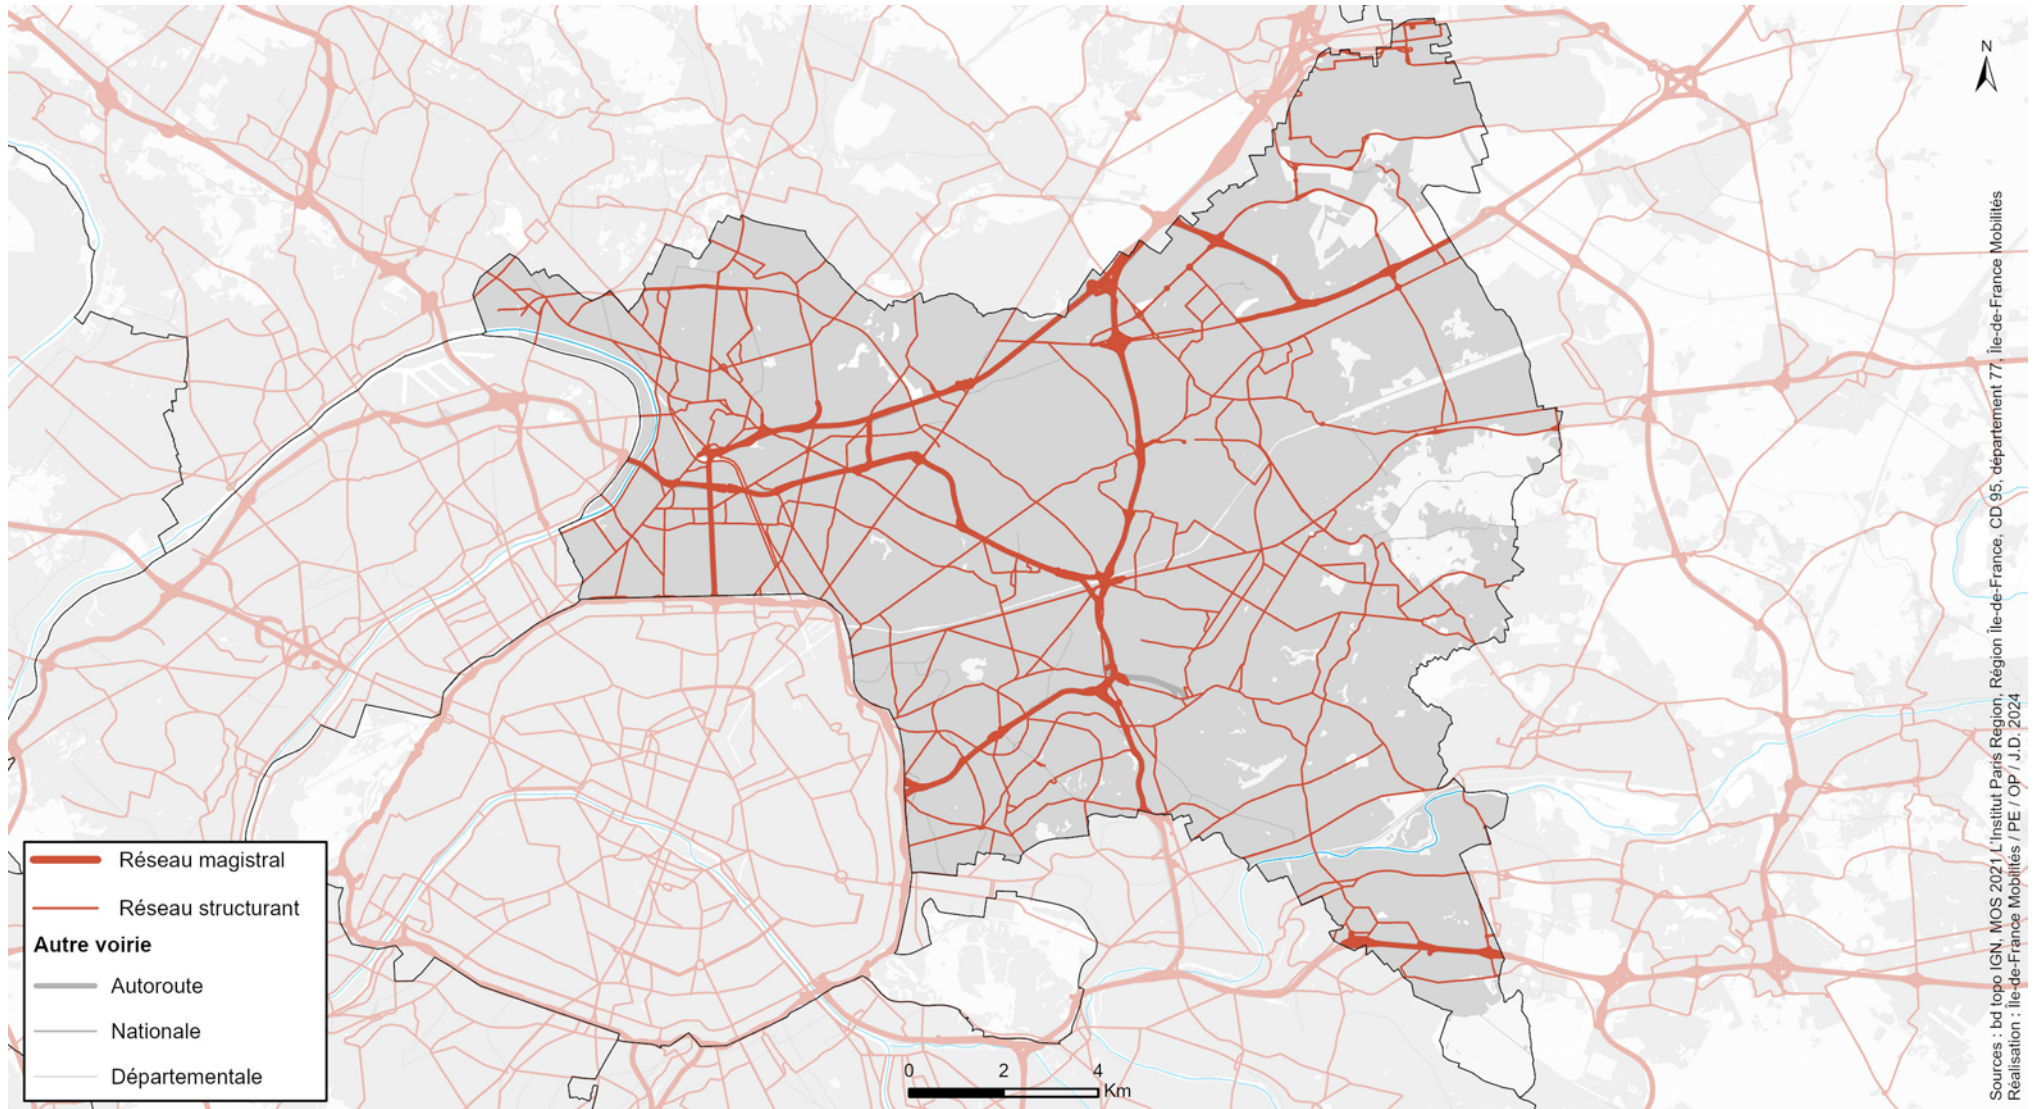 N
Réseau magistral
Réseau structurant
Autre voirie
Autoroute
Nationale
Départementale
0 2 4
Km
Sources : bd topo IGN, MOS 2021 L'Institut Paris Region, Région Île-de-France, CD 95, département 77, Île-de-France Mobilités
Réalisation : Île-de-France Mobilités / PE / OP / J.D. 2024